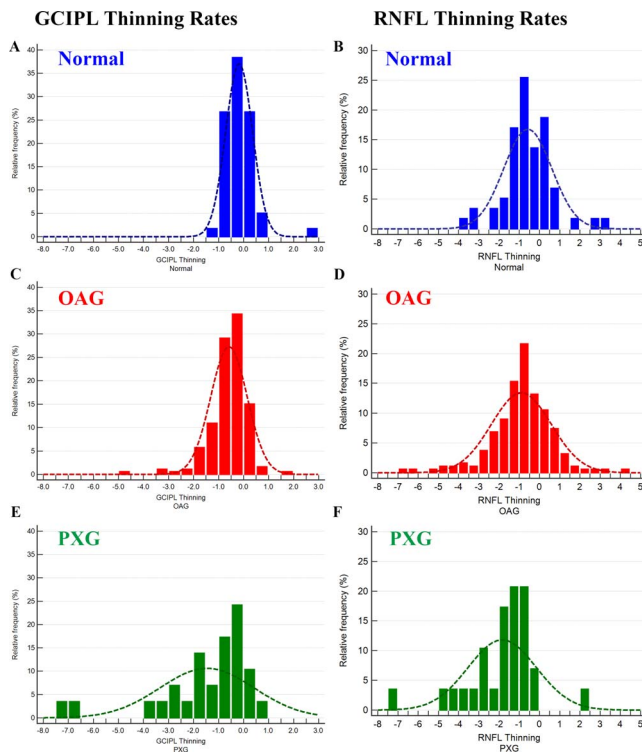 GCIPL Thinning Rates
RNFL Thinning Rates
A
Normal
Relative frequency (%)
40
35
30
25
20
15
10
5
0
-8.0 -7.0 -6.0 -5.0 -4.0 -3.0 -2.0 -1.0 0.0 1.0 2.0 3.0
GCIPL Thinning
Normal
B
Normal
Relative frequency (%)
30
25
20
15
10
5
0
-8 -7 -6 -5 -4 -3 -2 -1 0 1 2 3 4 5
RNFL Thinning
Normal
C
OAG
Relative frequency (%)
40
35
30
25
20
15
10
5
0
-8.0 -7.0 -6.0 -5.0 -4.0 -3.0 -2.0 -1.0 0.0 1.0 2.0 3.0
GCIPL Thinning
OAG
D
OAG
Relative frequency (%)
30
25
20
15
10
5
0
-8 -7 -6 -5 -4 -3 -2 -1 0 1 2 3 4 5
RNFL Thinning
OAG
E
PXG
Relative frequency (%)
40
35
30
25
20
15
10
5
0
-8.0 -7.0 -6.0 -5.0 -4.0 -3.0 -2.0 -1.0 0.0 1.0 2.0 3.0
GCIPL Thinning
PXG
F
PXG
Relative frequency (%)
30
25
20
15
10
5
0
-8 -7 -6 -5 -4 -3 -2 -1 0 1 2 3 4 5
RNFL Thinning
PXG